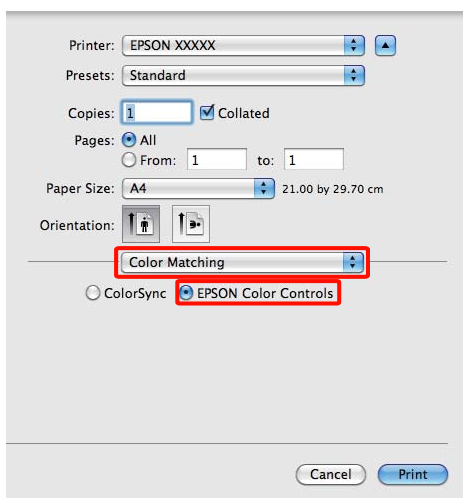 Printer: EPSON XXXXX
Presets: Standard
Copies: 1 Collated
Pages: All
From: 1 to: 1
Paper Size: A4 21.00 by 29.70 cm
Orientation:
Color Matching
ColorSync EPSON Color Controls
Cancel Print